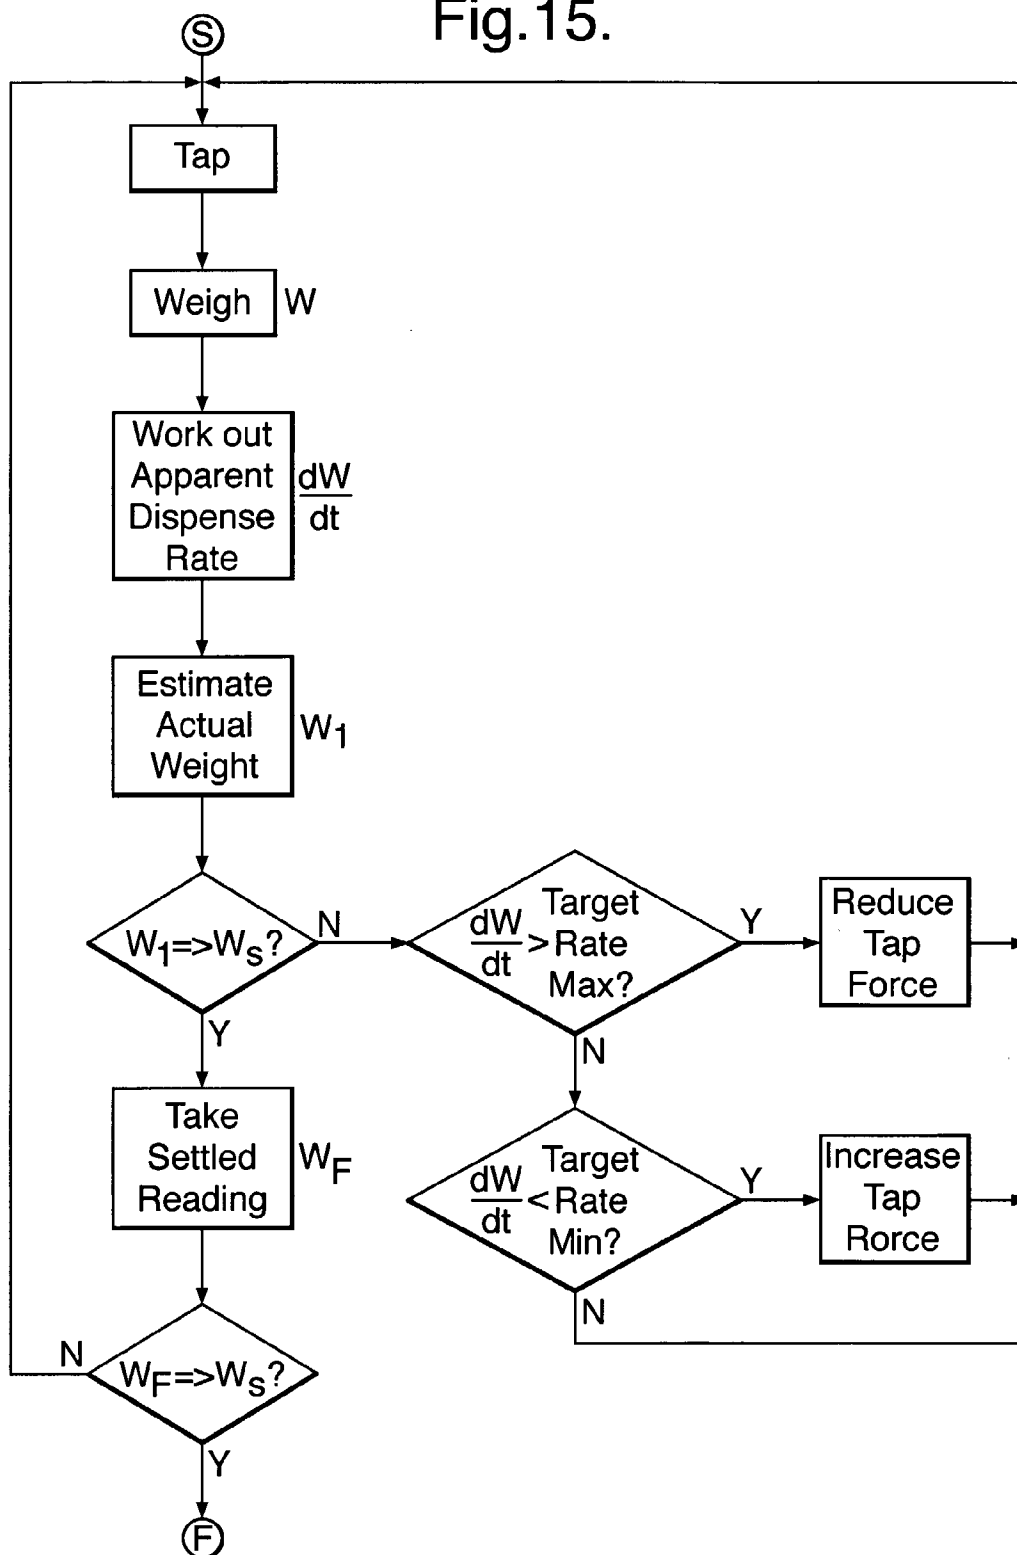 Fig.15.
S
Tap
Weigh W
Work out
Apparent
Dispense
Rate
dW
dt
Estimate
Actual
Weight
W1
W1=>Ws?
N
Y
dW
dt
>
Target
Rate
Max?
Y
N
Reduce
Tap
Force
Take
Settled
Reading
WF
dW
dt
<
Target
Rate
Min?
Y
N
Increase
Tap
Rorce
WF=>Ws?
N
Y
F